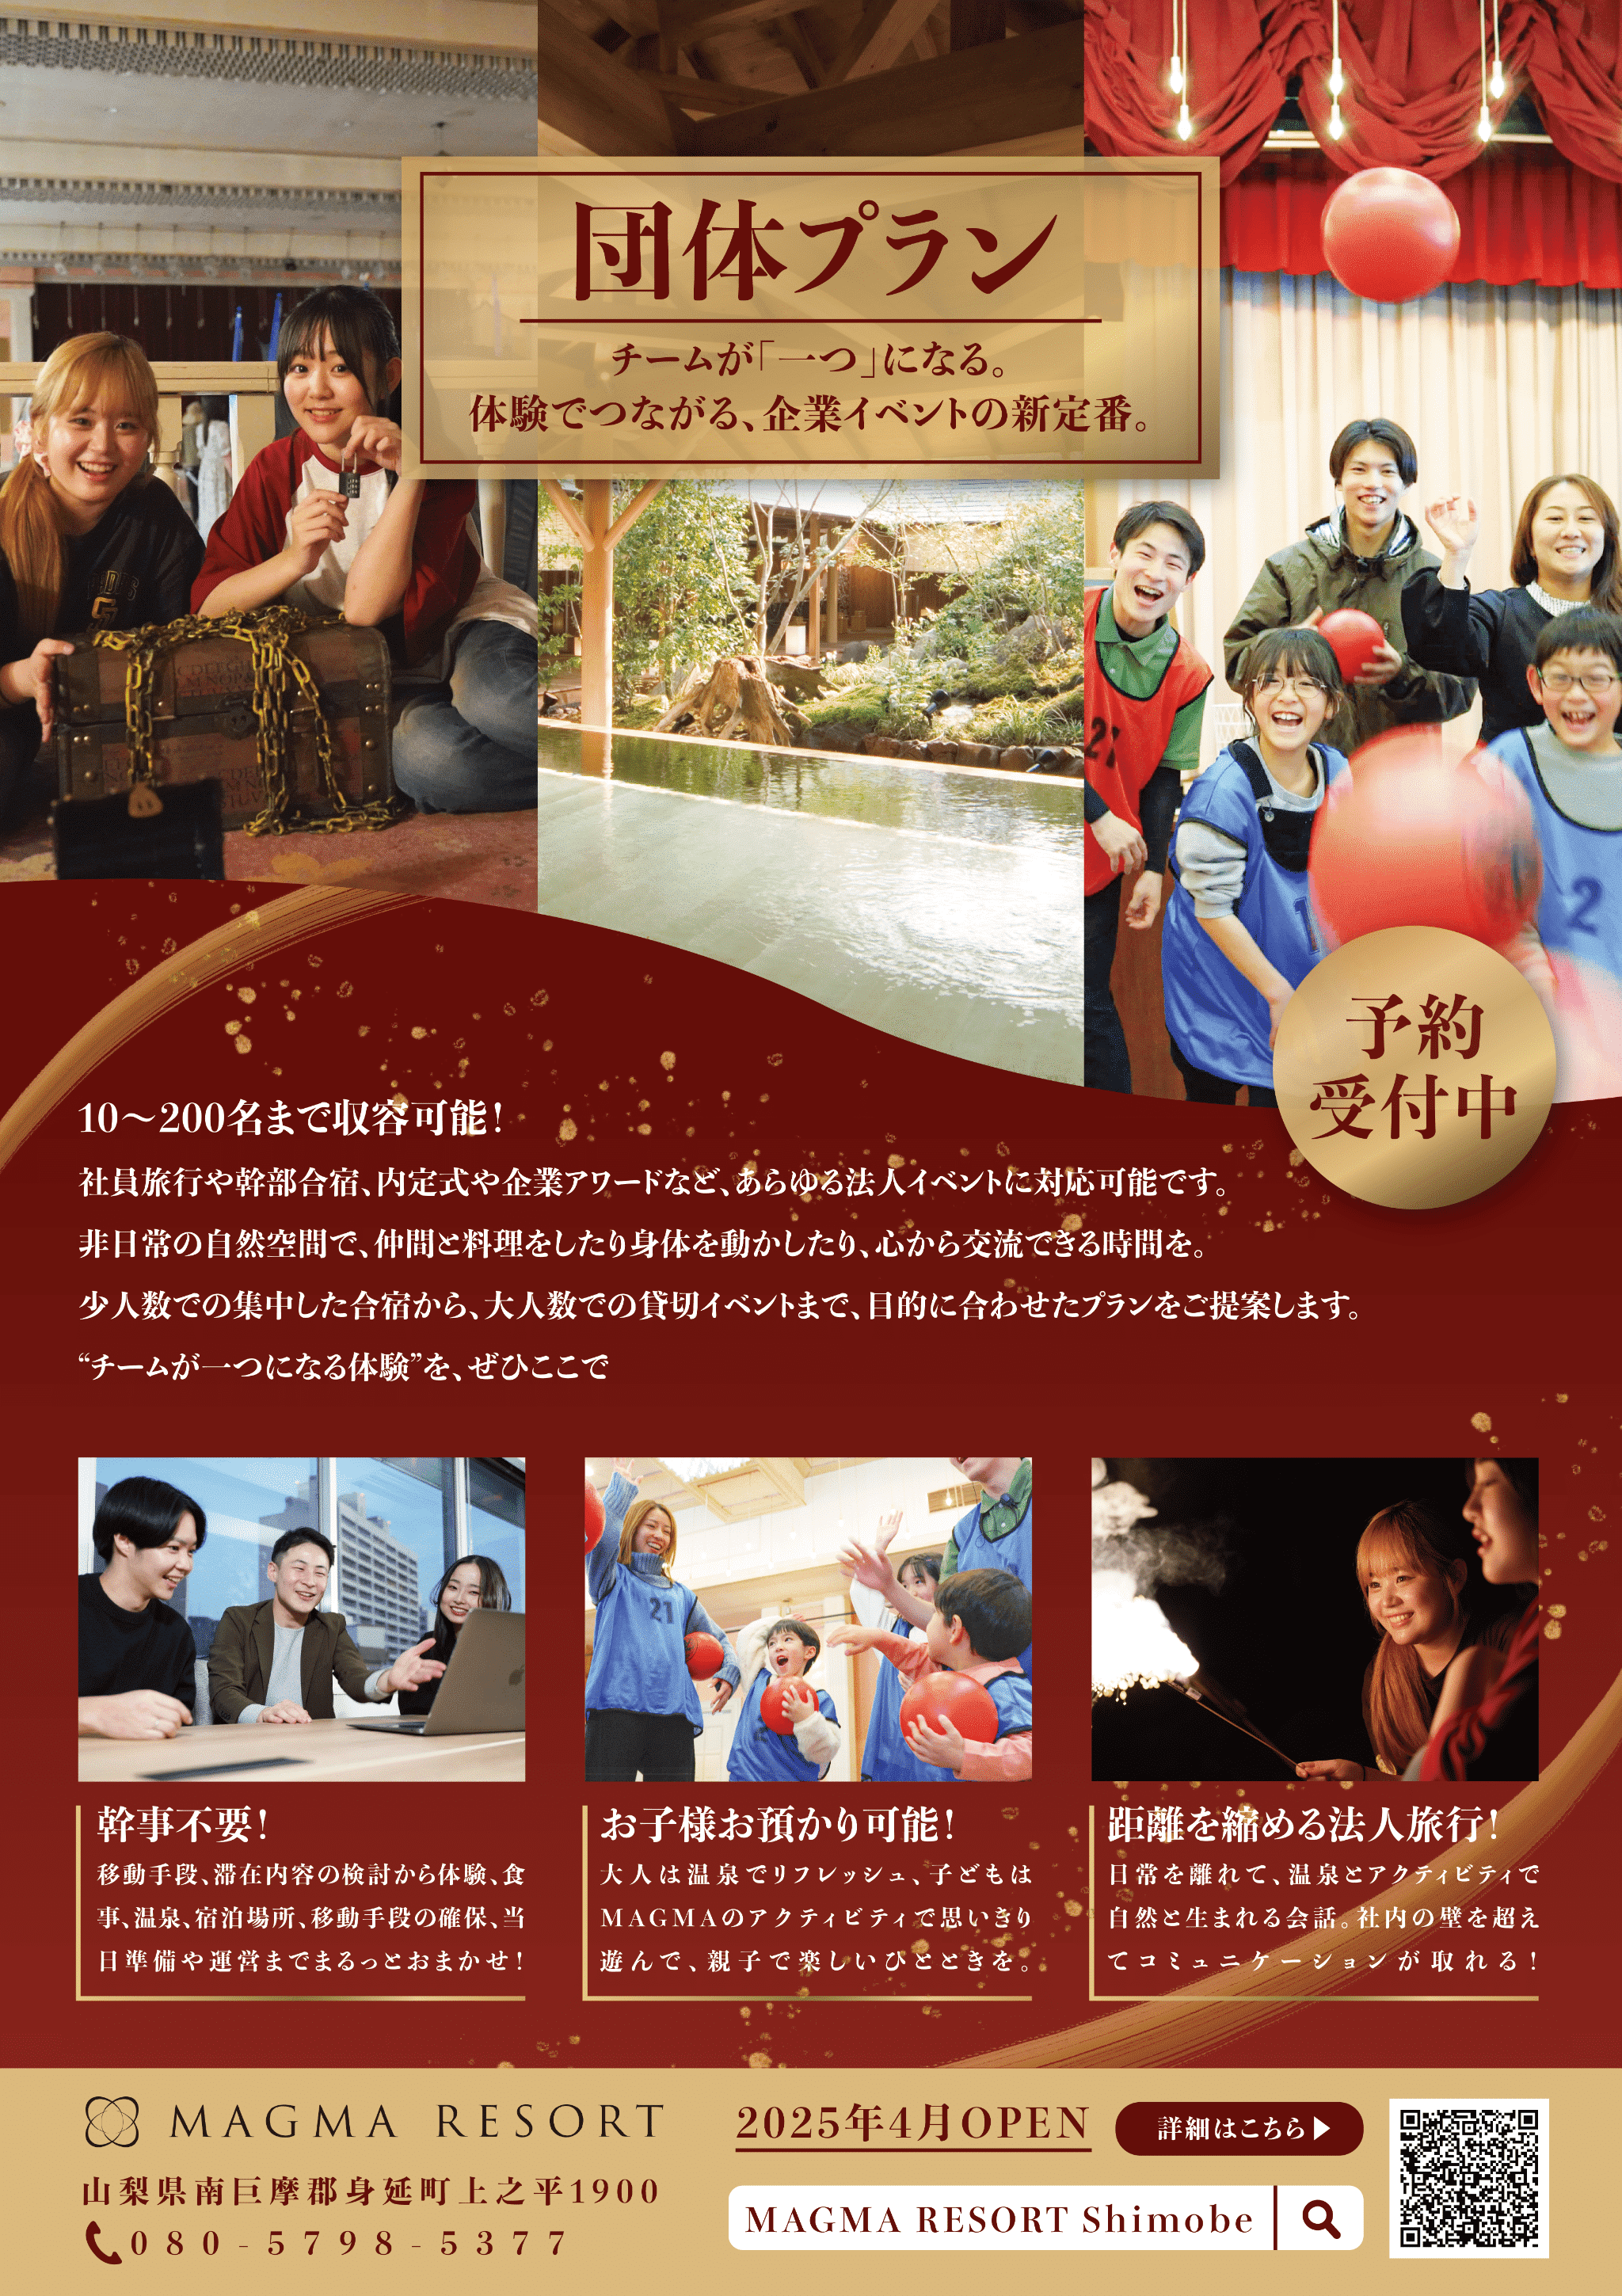 団体プラン
チームが「一つ」になる。
体験でつながる、企業イベントの新定番。
予約
受付中
10〜200名まで収容可能！
社員旅行や幹部合宿、内定式や企業アワードなど、あらゆる法人イベントに対応可能です。
非日常の自然空間で、仲間と料理をしたり身体を動かしたり、心から交流できる時間を。
少人数での集中した合宿から、大人数での貸切イベントまで、目的に合わせたプランをご提案します。
“チームが一つになる体験”を、ぜひここで
21
1
2
21
幹事不要！
移動手段、滞在内容の検討から体験、食
事、温泉、宿泊場所、移動手段の確保、当
日準備や運営までまるっとおまかせ！
お子様お預かり可能！
大人は温泉でリフレッシュ、子どもは
MAGMAのアクティビティで思いきり
遊んで、親子で楽しいひとときを。
距離を縮める法人旅行！
日常を離れて、温泉とアクティビティで
自然と生まれる会話。社内の壁を超え
てコミュニケーションが取れる！
MAGMA RESORT
山梨県南巨摩郡身延町上之平1900
080-5798-5377
2025年4月OPEN
詳細はこちら▶
MAGMA RESORT Shimobe